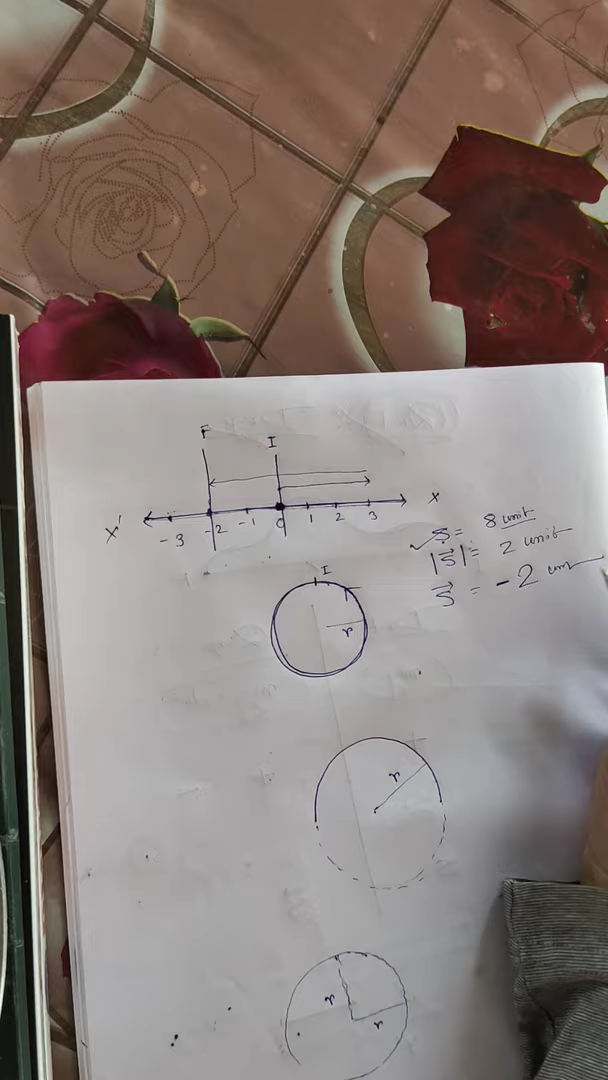 F
I
X' -3 -2 -1 0 1 2 3 X
S = 8 unit
|S⃗| = 2 unit
S⃗ = -2 unit
I
r
r
r
r